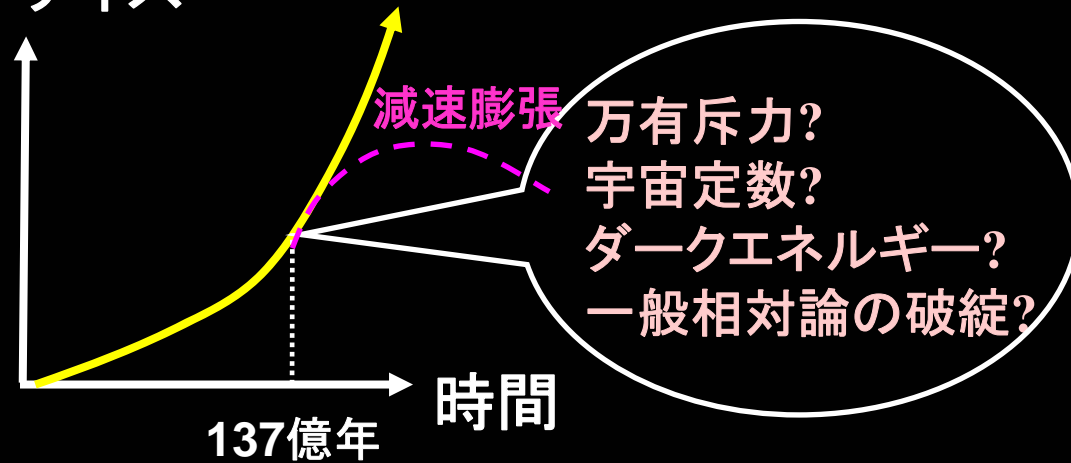 減速膨張
万有斥力?
宇宙定数?
ダークエネルギー?
一般相対論の破綻?
時間
137億年